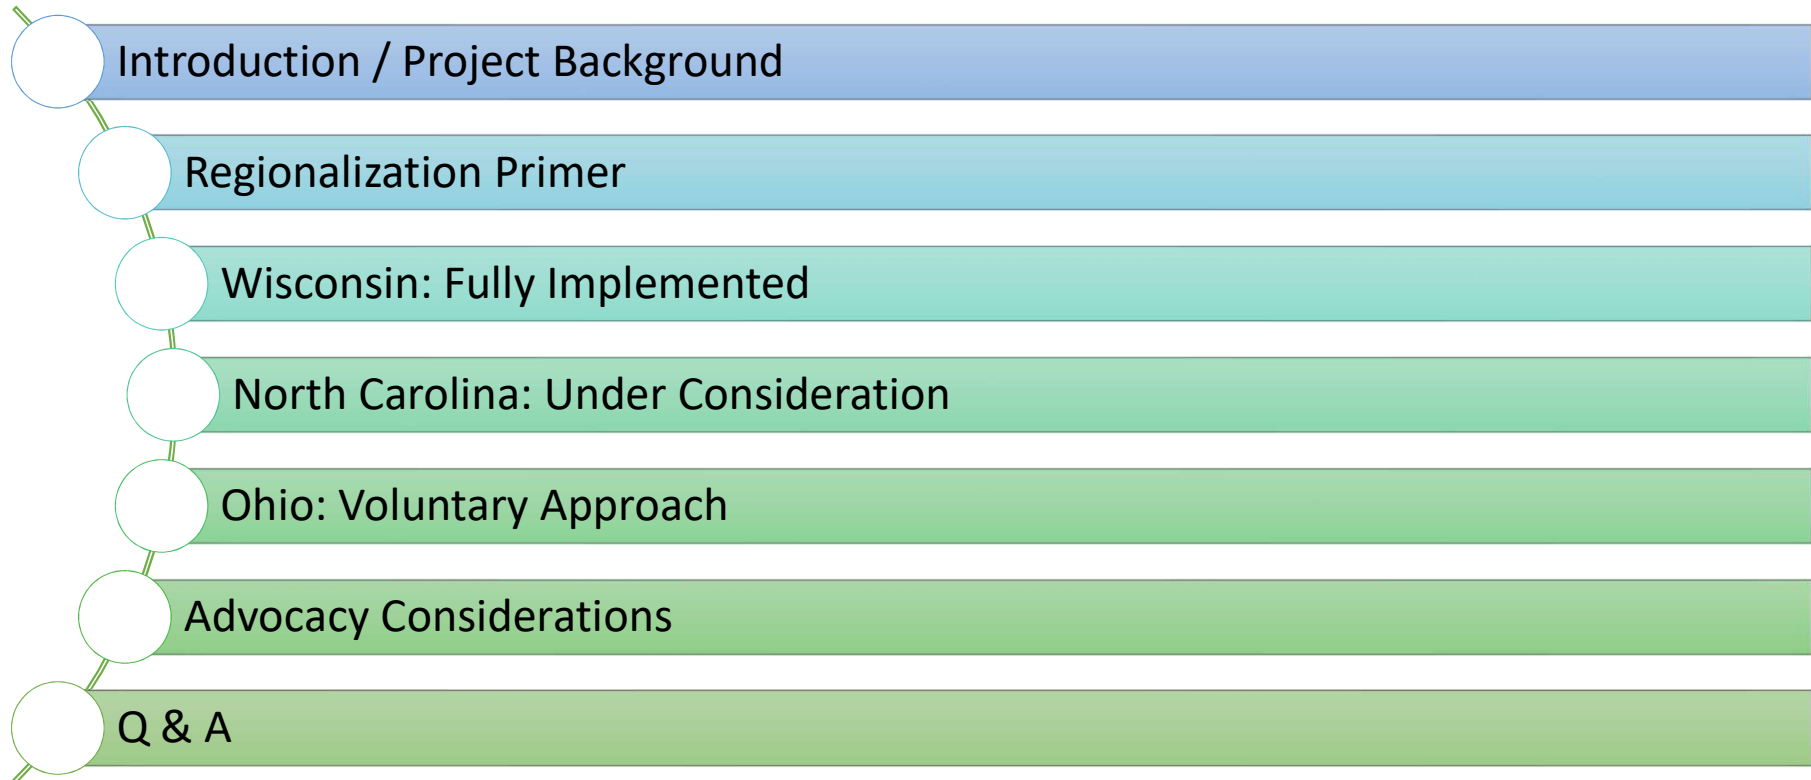 Introduction / Project Background
Regionalization Primer
Wisconsin: Fully Implemented
North Carolina: Under Consideration
Ohio: Voluntary Approach
Advocacy Considerations
Q & A